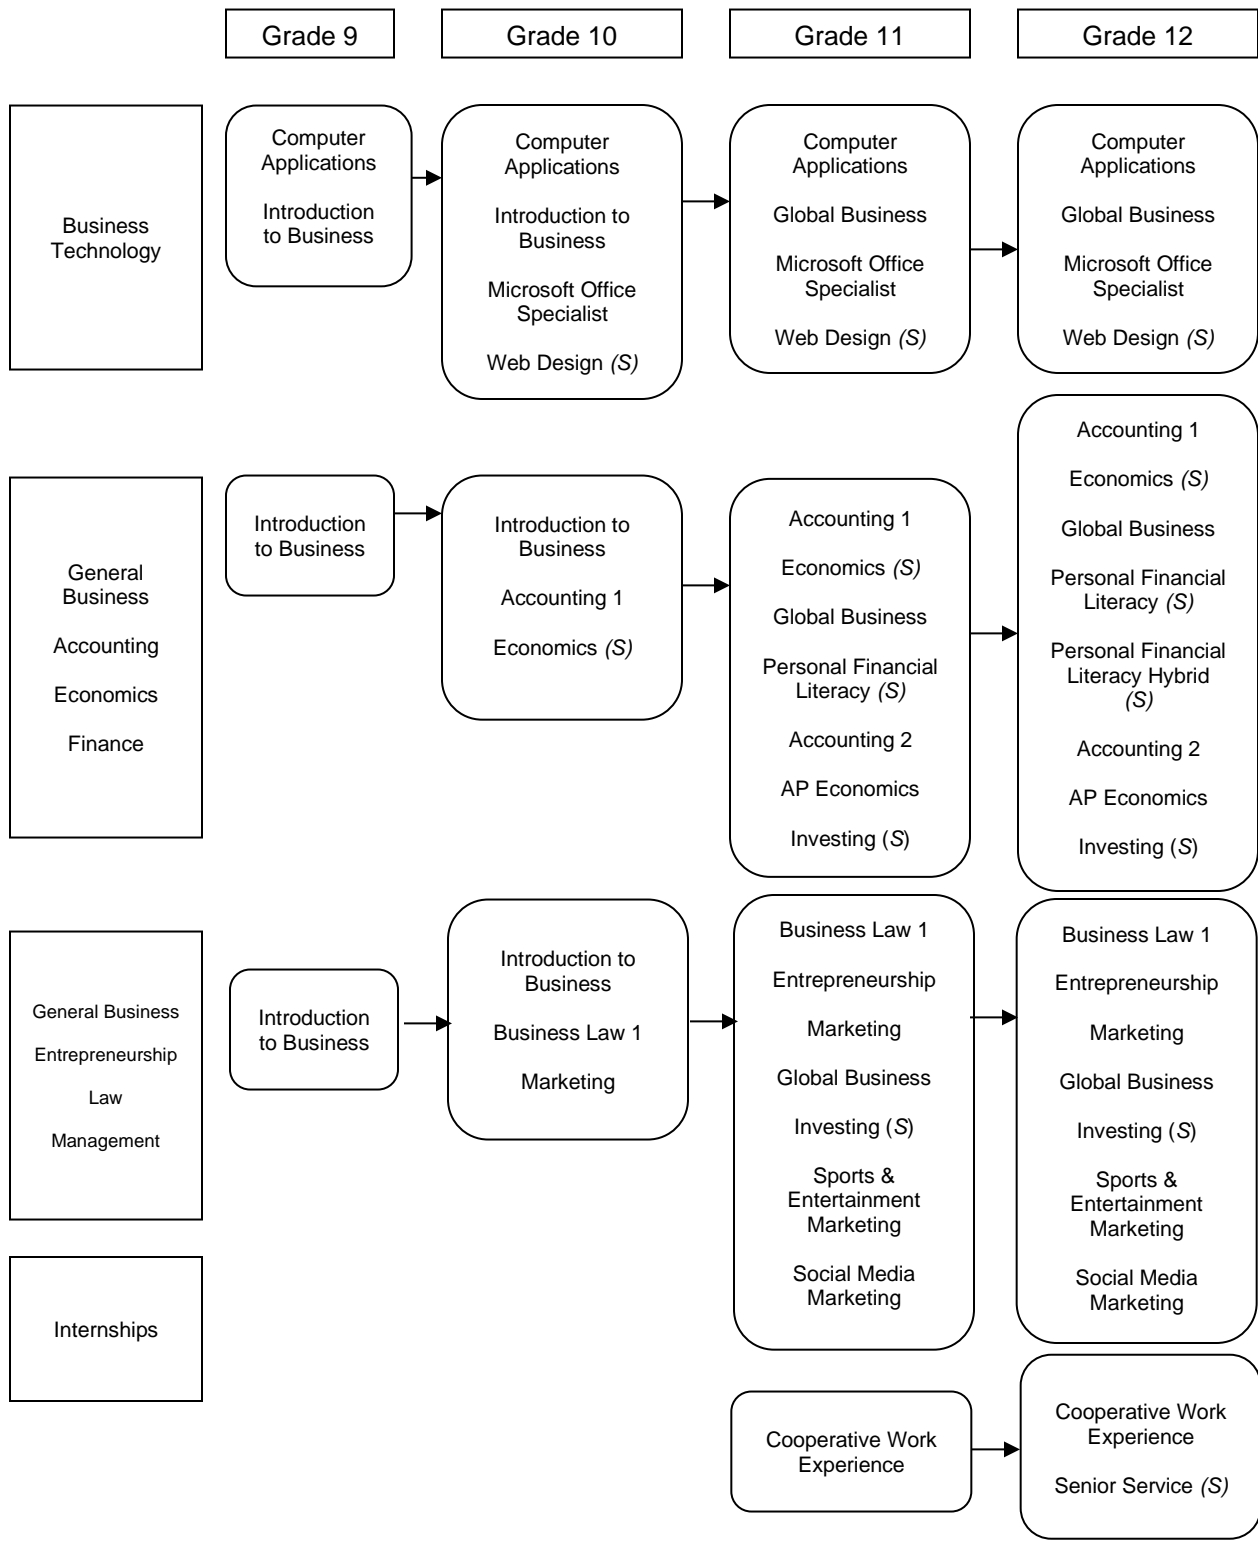 Grade 9
Grade 10
Grade 11
Grade 12
Business
Technology
Computer
Applications
Introduction
to Business
Computer
Applications
Introduction to
Business
Microsoft Office
Specialist
Web Design (S)
Computer
Applications
Global Business
Microsoft Office
Specialist
Web Design (S)
Computer
Applications
Global Business
Microsoft Office
Specialist
Web Design (S)
General
Business
Accounting
Economics
Finance
Introduction
to Business
Introduction to
Business
Accounting 1
Economics (S)
Accounting 1
Economics (S)
Global Business
Personal Financial
Literacy (S)
Accounting 2
AP Economics
Investing (S)
Accounting 1
Economics (S)
Global Business
Personal Financial
Literacy (S)
Personal Financial
Literacy Hybrid
(S)
Accounting 2
AP Economics
Investing (S)
General Business
Entrepreneurship
Law
Management
Introduction
to Business
Introduction to
Business
Business Law 1
Marketing
Business Law 1
Entrepreneurship
Marketing
Global Business
Investing (S)
Sports &
Entertainment
Marketing
Social Media
Marketing
Business Law 1
Entrepreneurship
Marketing
Global Business
Investing (S)
Sports &
Entertainment
Marketing
Social Media
Marketing
Internships
Cooperative Work
Experience
Cooperative Work
Experience
Senior Service (S)